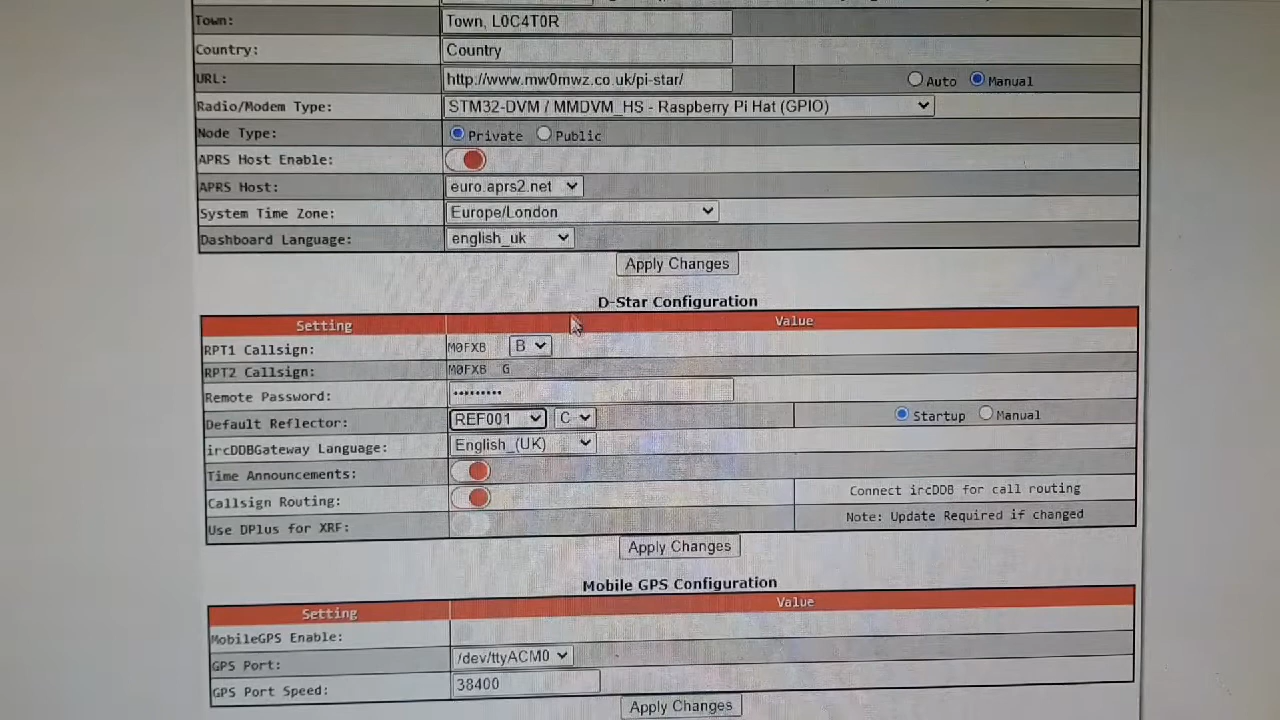 Town: Town, L0C4T0R
Country: Country
URL: http://www.mw0mwz.co.uk/pi-star/ Auto Manual
Radio/Modem Type: STM32-DVM / MMDVM_HS - Raspberry Pi Hat (GPIO)
Node Type: Private Public
APRS Host Enable:
APRS Host: euro.aprs2.net
System Time Zone: Europe/London
Dashboard Language: english_uk
Apply Changes
D-Star Configuration
Setting Value
RPT1 Callsign: M0FXB B
RPT2 Callsign: M0FXB G
Remote Password: •••••••••
Default Reflector: REF001 C Startup Manual
ircDDBGateway Language: English_(UK)
Time Announcements:
Callsign Routing: Connect ircDDB for call routing
Use DPlus for XRF: Note: Update Required if changed
Apply Changes
Mobile GPS Configuration
Setting Value
MobileGPS Enable:
GPS Port: /dev/ttyACM0
GPS Port Speed: 38400
Apply Changes